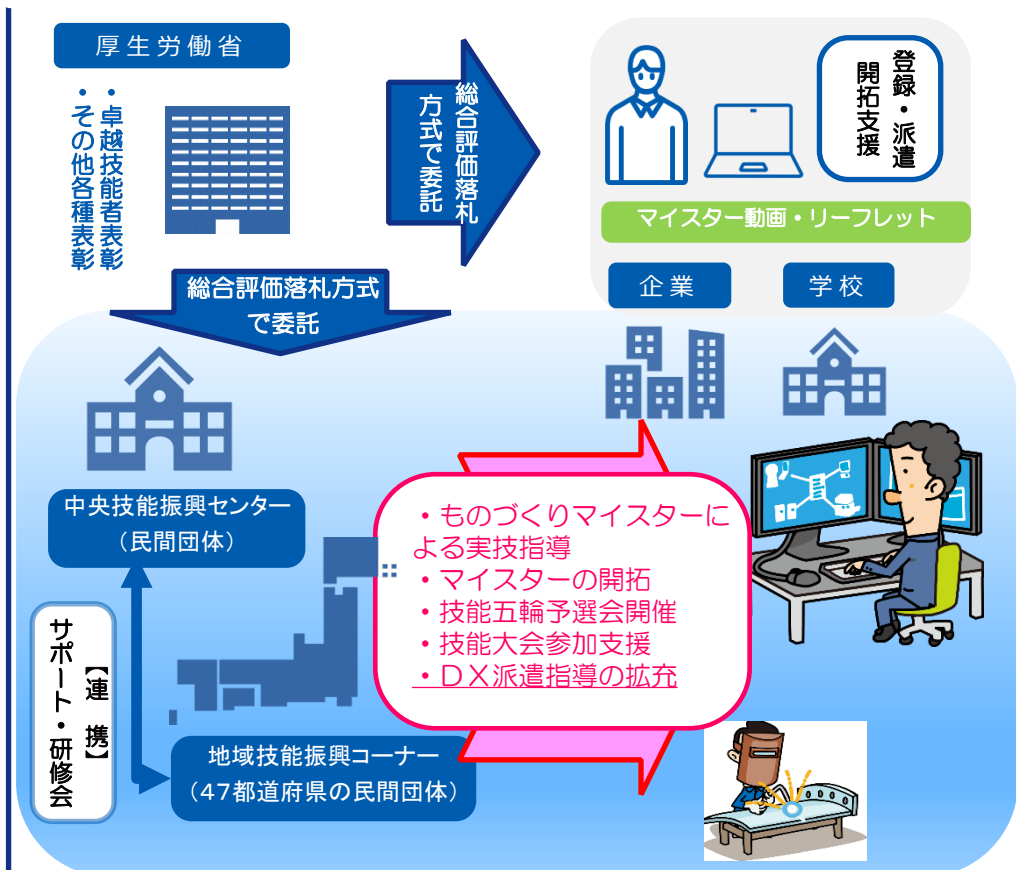 厚生労働省
・卓越技能者表彰
・その他各種表彰
総合評価落札
方式で委託
登録・派遣
開拓支援
マイスター動画・リーフレット
企業
学校
総合評価落札方式
で委託
中央技能振興センター
（民間団体）
【連携】
サポート・研修会
地域技能振興コーナー
（47都道府県の民間団体）
・ものづくりマイスターに
よる実技指導
・マイスターの開拓
・技能五輪予選会開催
・技能大会参加支援
・ＤＸ派遣指導の拡充